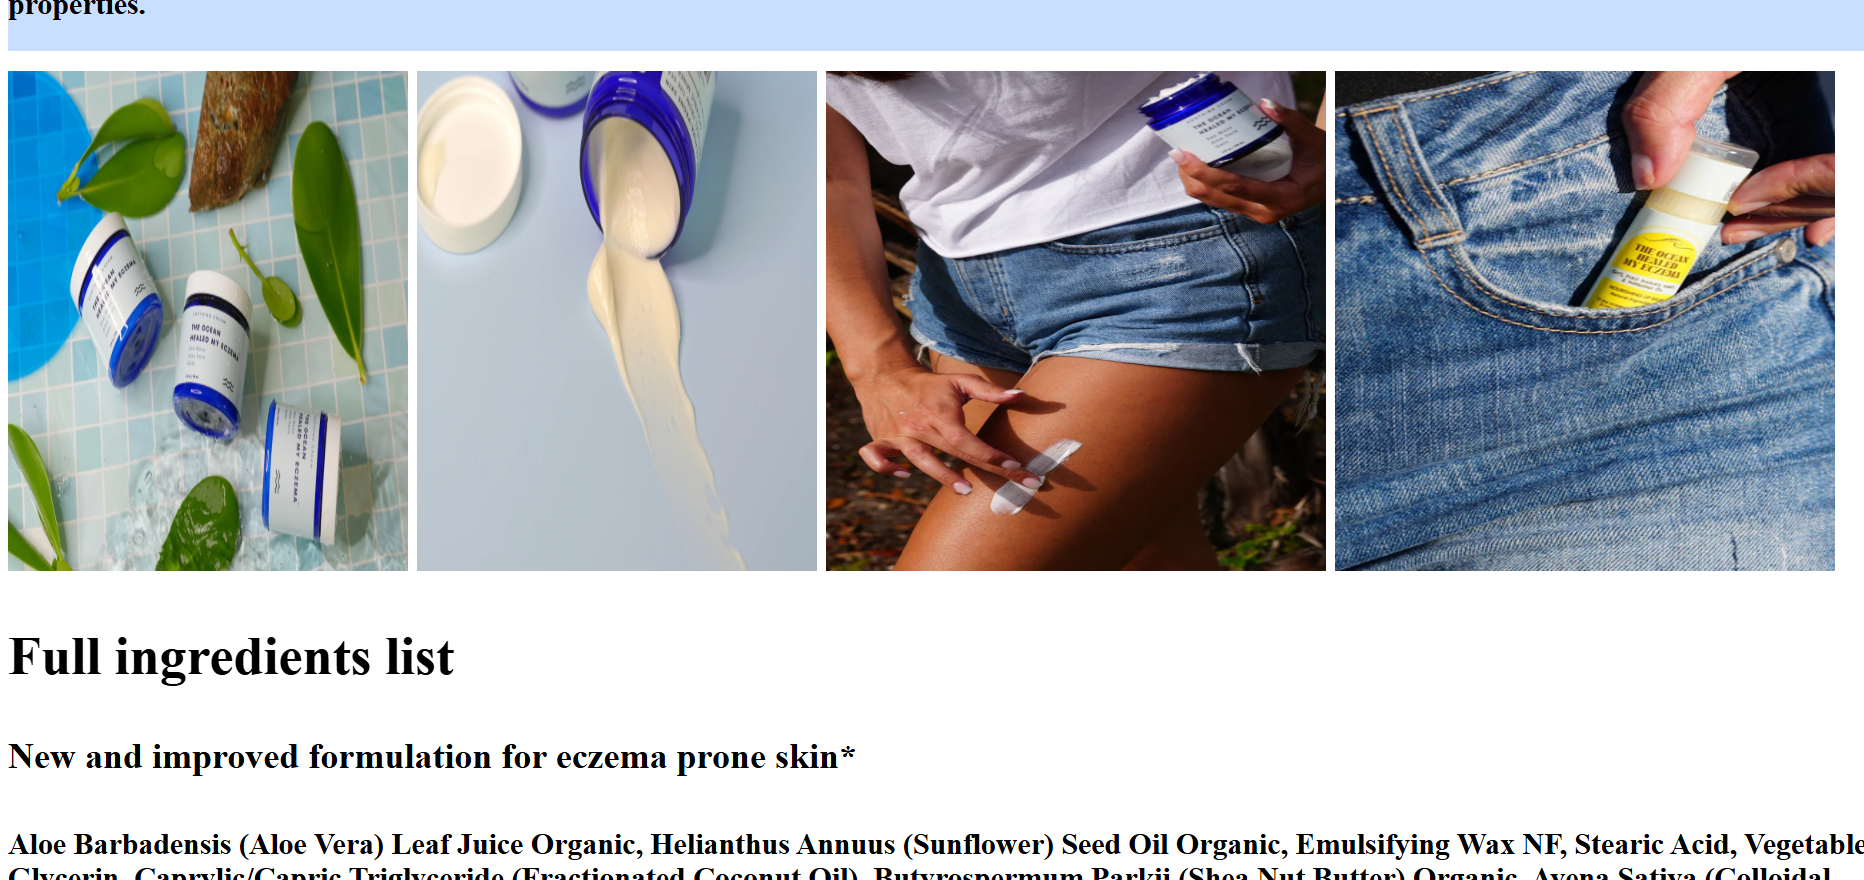 properties.
THE OCEAN
HEALED MY ECZEMA
SOOTHING CREAM
THE OCEAN
HEALED MY ECZEMA
THE OCEAN
HEALED MY ECZEMA
THE OCEAN
HEALED MY ECZEMA
THE OCEAN
HEALED
MY ECZEMA
Full ingredients list
New and improved formulation for eczema prone skin*
Aloe Barbadensis (Aloe Vera) Leaf Juice Organic, Helianthus Annuus (Sunflower) Seed Oil Organic, Emulsifying Wax NF, Stearic Acid, Vegetable
Glycerin, Caprylic/Capric Triglyceride (Fractionated Coconut Oil), Butyrospermum Parkii (Shea Nut Butter) Organic, Avena Sativa (Colloidal